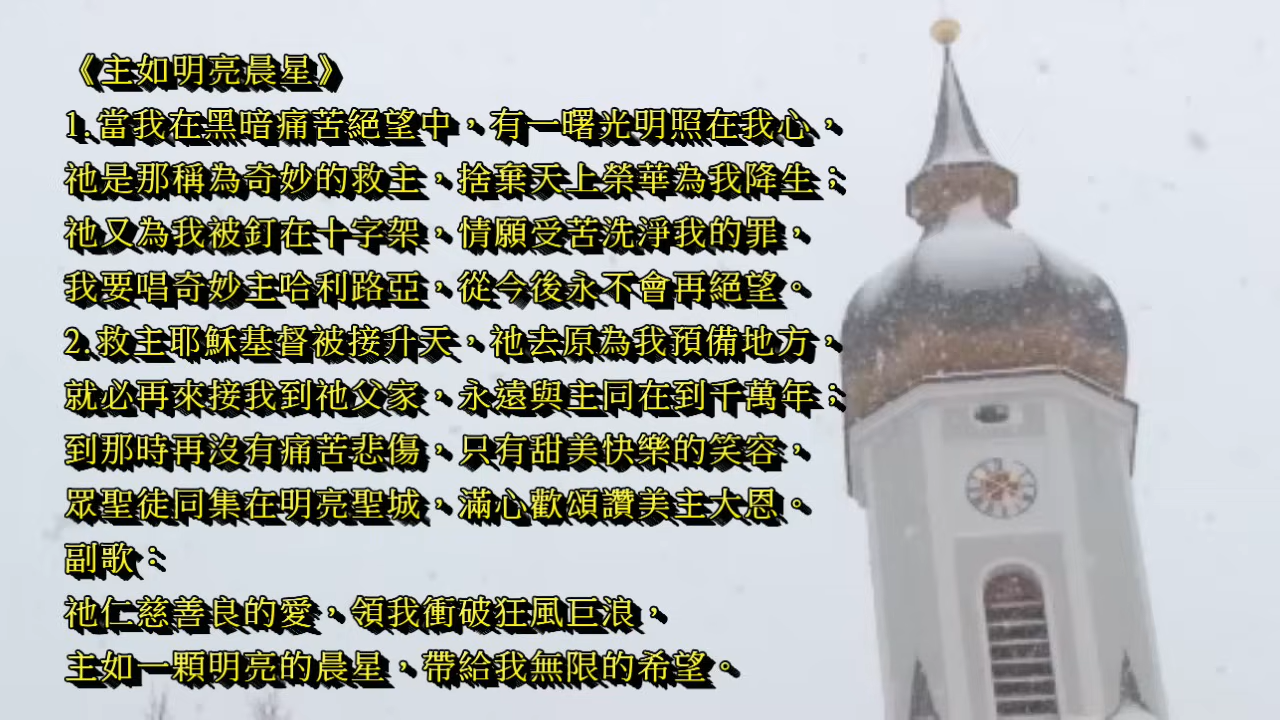 《主如明亮晨星》
1.當我在黑暗痛苦絕望中，有一曙光明照在我心，
祂是那稱為奇妙的救主，捨棄天上榮華為我降生；
祂又為我被釘在十字架，情願受苦洗淨我的罪，
我要唱奇妙主哈利路亞，從今後永不會再絕望。
2.救主耶穌基督被接升天，祂去原為我預備地方，
就必再來接我到祂父家，永遠與主同在到千萬年；
到那時再沒有痛苦悲傷，只有甜美快樂的笑容，
眾聖徒同集在明亮聖城，滿心歡頌讚美主大恩。
副歌：
祂仁慈善良的愛，領我衝破狂風巨浪，
主如一顆明亮的晨星，帶給我無限的希望。